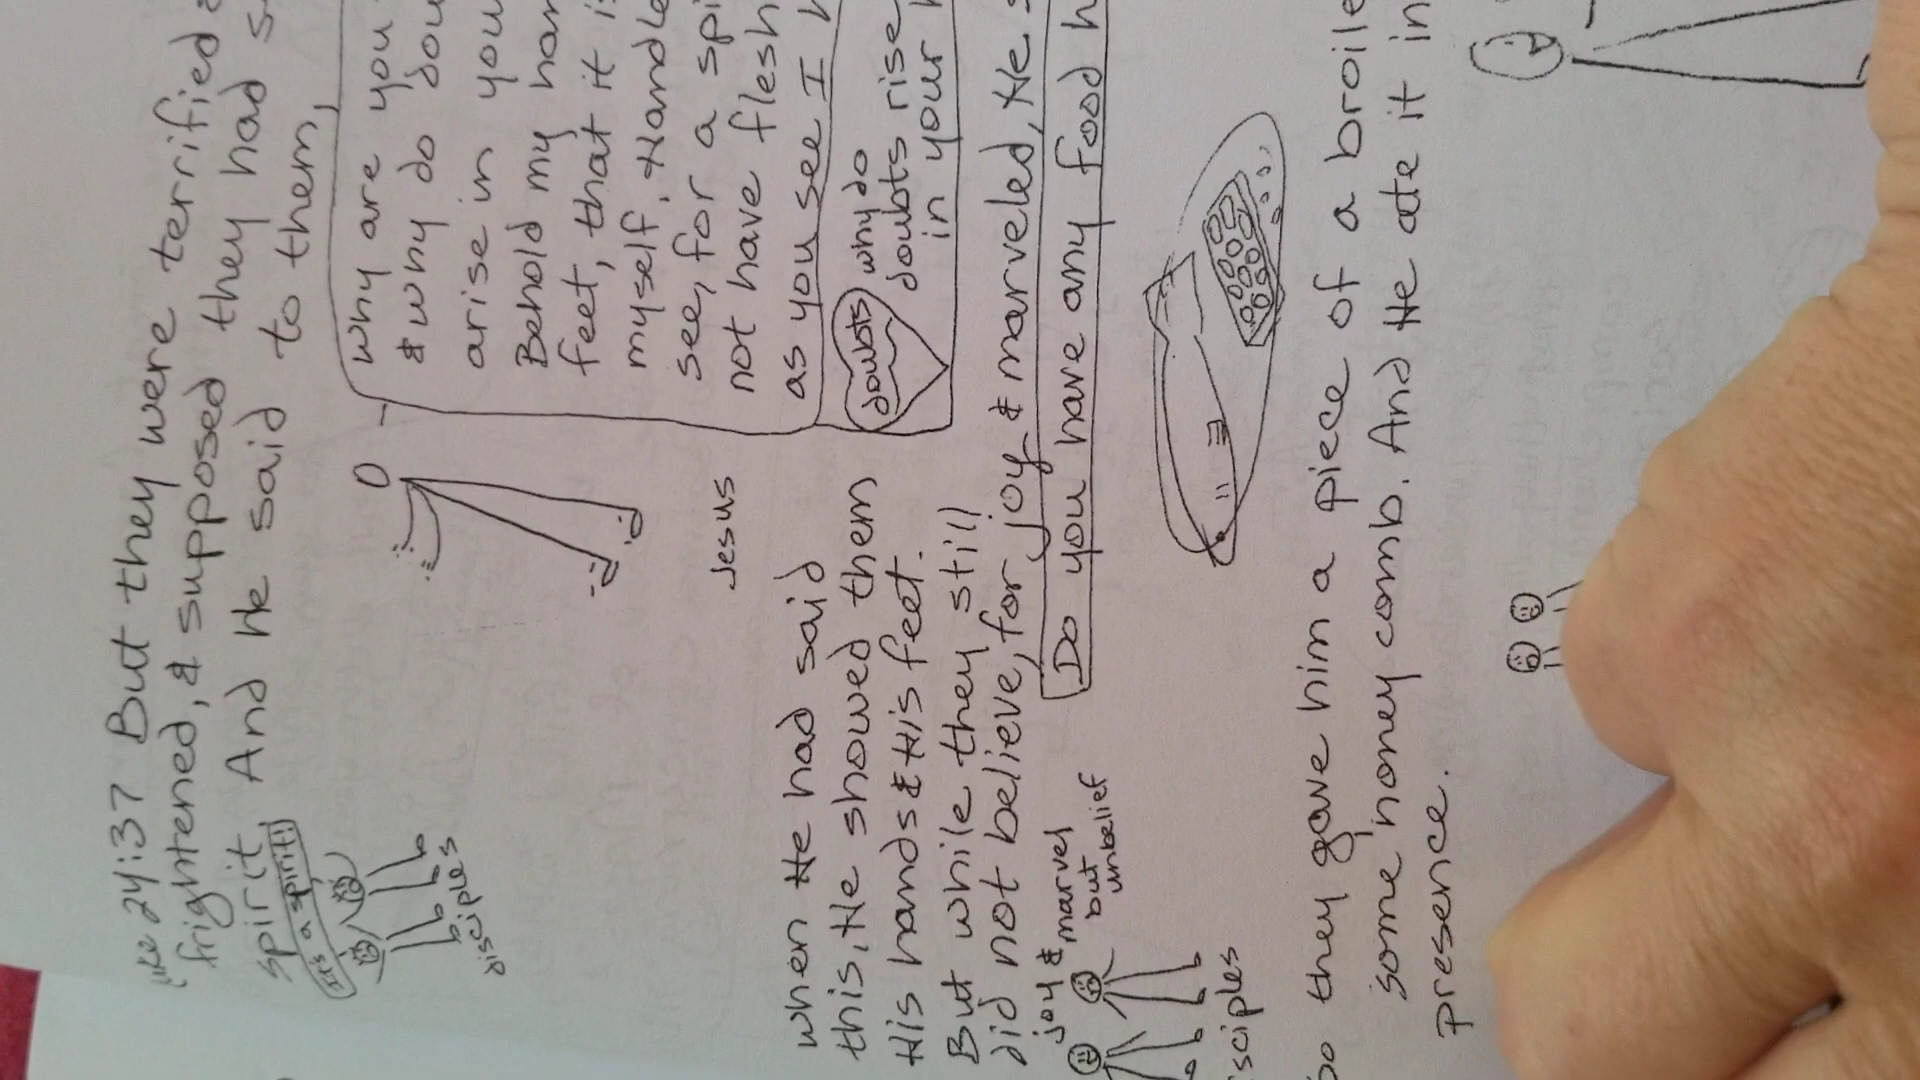 Luke 24:37 But they were terrified &
frightened, & supposed they had s
spirit. And He said to them,
It's a spirit!
disciples
Why are you
& why do dou
arise in your
Behold my han
feet, that it is
myself. Handle
see, for a spi
not have flesh
as you see I h
doubts
why do
doubts rise
in your h
Jesus
When He had said
this, He showed them
His hands & His feet.
But while they still
did not believe, for joy & marveled, He s
Do you have any food h
joy &
marvel
but
unbelief
sciples
So they gave him a piece of a broile
some honey comb. And He ate it in
presence.